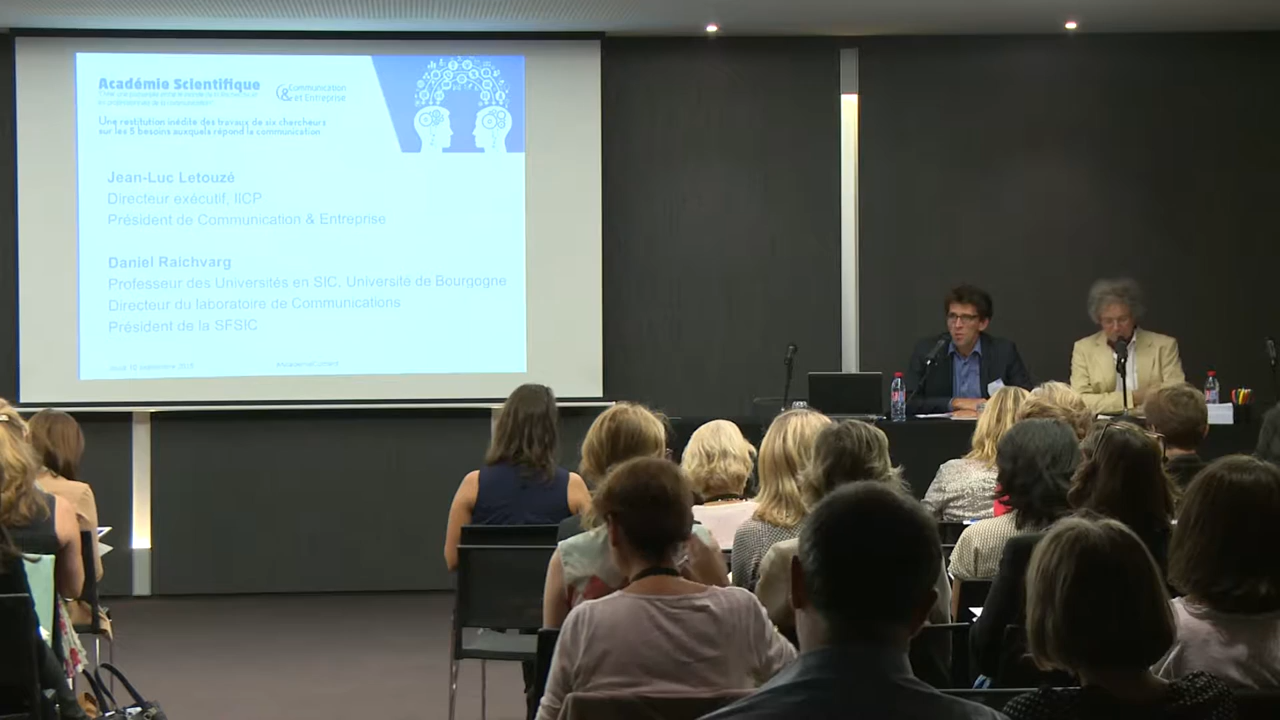 Académie Scientifique
Communication
& et Entreprise
Une restitution inédite des travaux de six chercheurs
sur les 5 besoins auxquels répond la communication
Jean-Luc Letouzé
Directeur exécutif, IICP
Président de Communication & Entreprise
Daniel Raichvarg
Professeur des Universités en SIC, Université de Bourgogne
Directeur du laboratoire de Communications
Président de la SFSIC